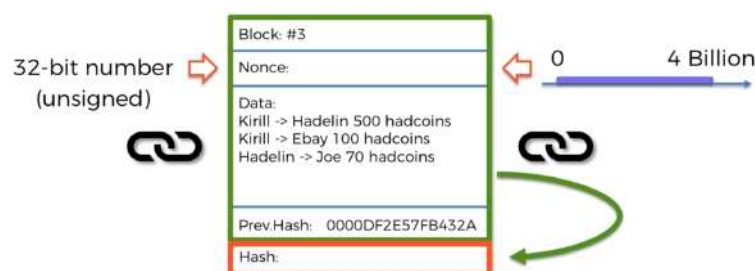 Block: #3
32-bit number
(unsigned)
Nonce:
0 4 Billion
Data:
Kirill -> Hadelin 500 hadcoins
Kirill -> Ebay 100 hadcoins
Hadelin -> Joe 70 hadcoins
Prev.Hash: 0000DF2E57FB432A
Hash: